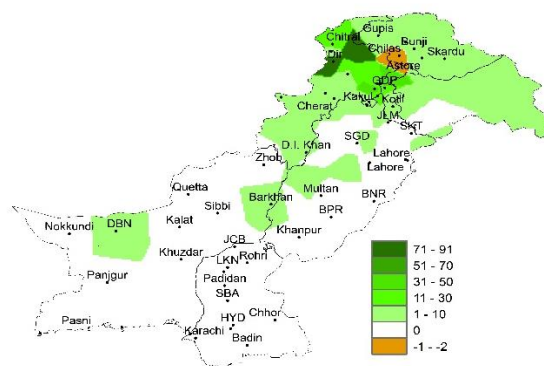 Gupis
Chitral
Bunji
Chilas
Skardu
Dir
Astore
GDP
Kakul
Kotli
Cherat
JLM
SKT
SGD
D.I. Khan
Lahore
Lahore
Zhob
Quetta
Multan
Barkhan
BNR
Sibbi
DBN
BPR
Nokkundi
Kalat
Khanpur
JCB
Khuzdar
Rohri
LKN
Panjgur
Padidan
SBA
Chhor
Pasni
HYD
Karachi
Badin
71 - 91
51 - 70
31 - 50
11 - 30
1 - 10
0
-1 - -2